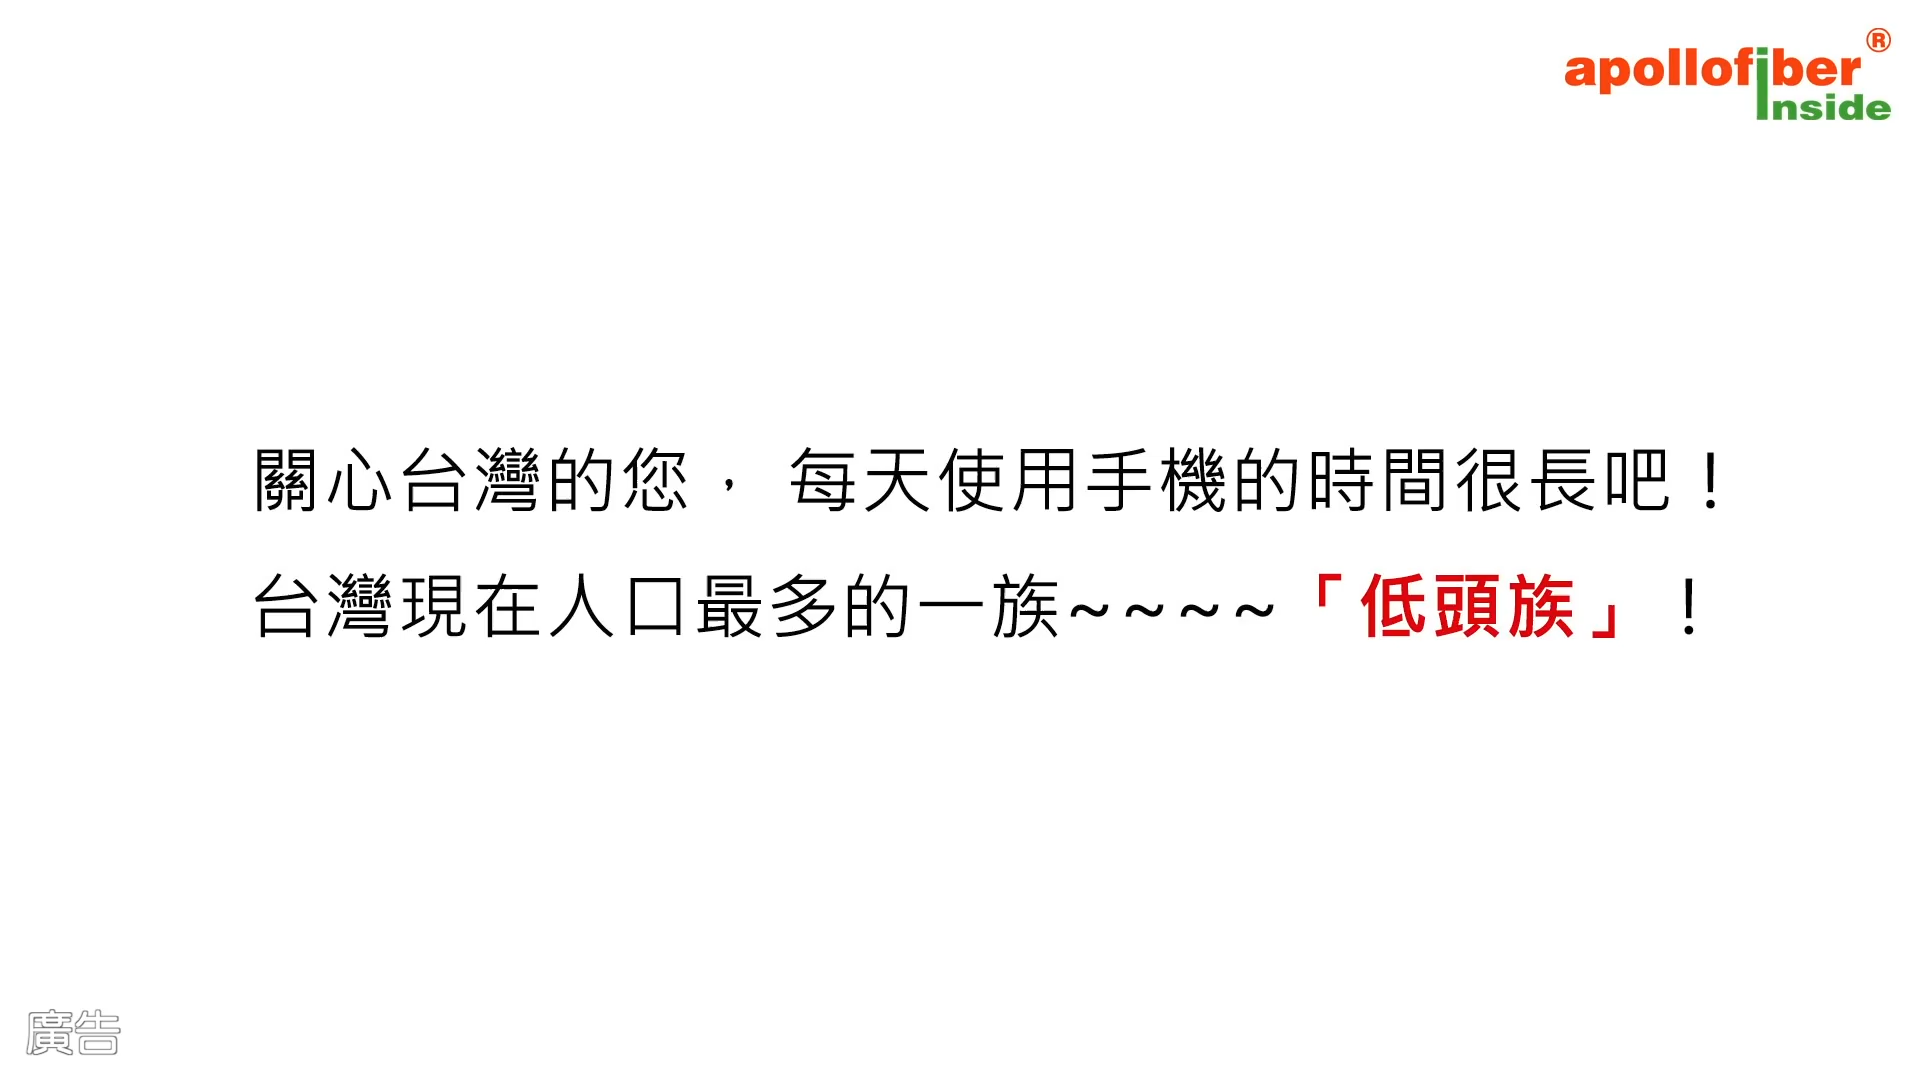 apollofiber®
Inside
關心台灣的您， 每天使用手機的時間很長吧！
台灣現在人口最多的一族~~~~「低頭族」！
廣告